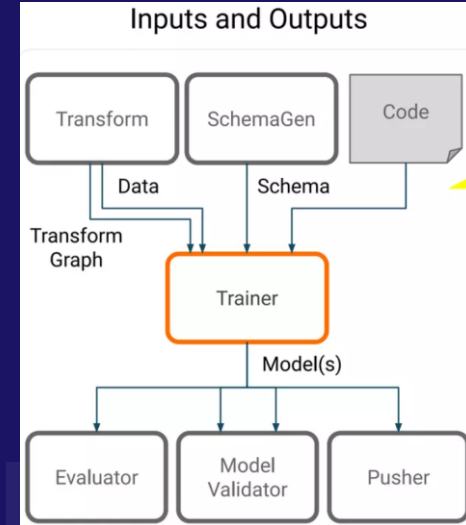 Inputs and Outputs
Transform
SchemaGen
Code
Data
Schema
Transform
Graph
Trainer
Model(s)
Evaluator
Model
Validator
Pusher